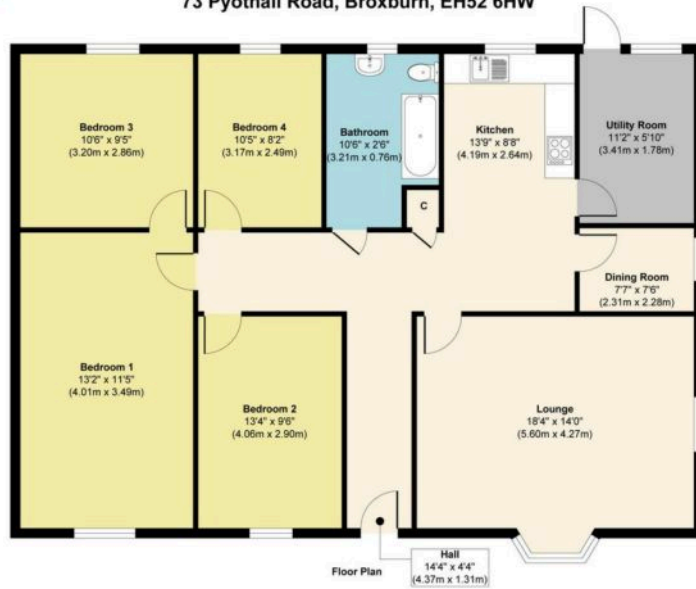 73 Pyothall Road, Broxburn, EH52 6HW
Bedroom 3
10'6" x 9'5"
(3.20m x 2.86m)
Bedroom 4
10'5" x 8'2"
(3.17m x 2.49m)
Bathroom
10'6" x 2'6"
(3.21m x 0.76m)
Kitchen
13'9" x 8'8"
(4.19m x 2.64m)
Utility Room
11'2" x 5'10"
(3.41m x 1.78m)
C
Dining Room
7'7" x 7'6"
(2.31m x 2.28m)
Bedroom 1
13'2" x 11'5"
(4.01m x 3.49m)
Bedroom 2
13'4" x 9'6"
(4.06m x 2.90m)
Lounge
18'4" x 14'0"
(5.60m x 4.27m)
Floor Plan
Hall
14'4" x 4'4"
(4.37m x 1.31m)